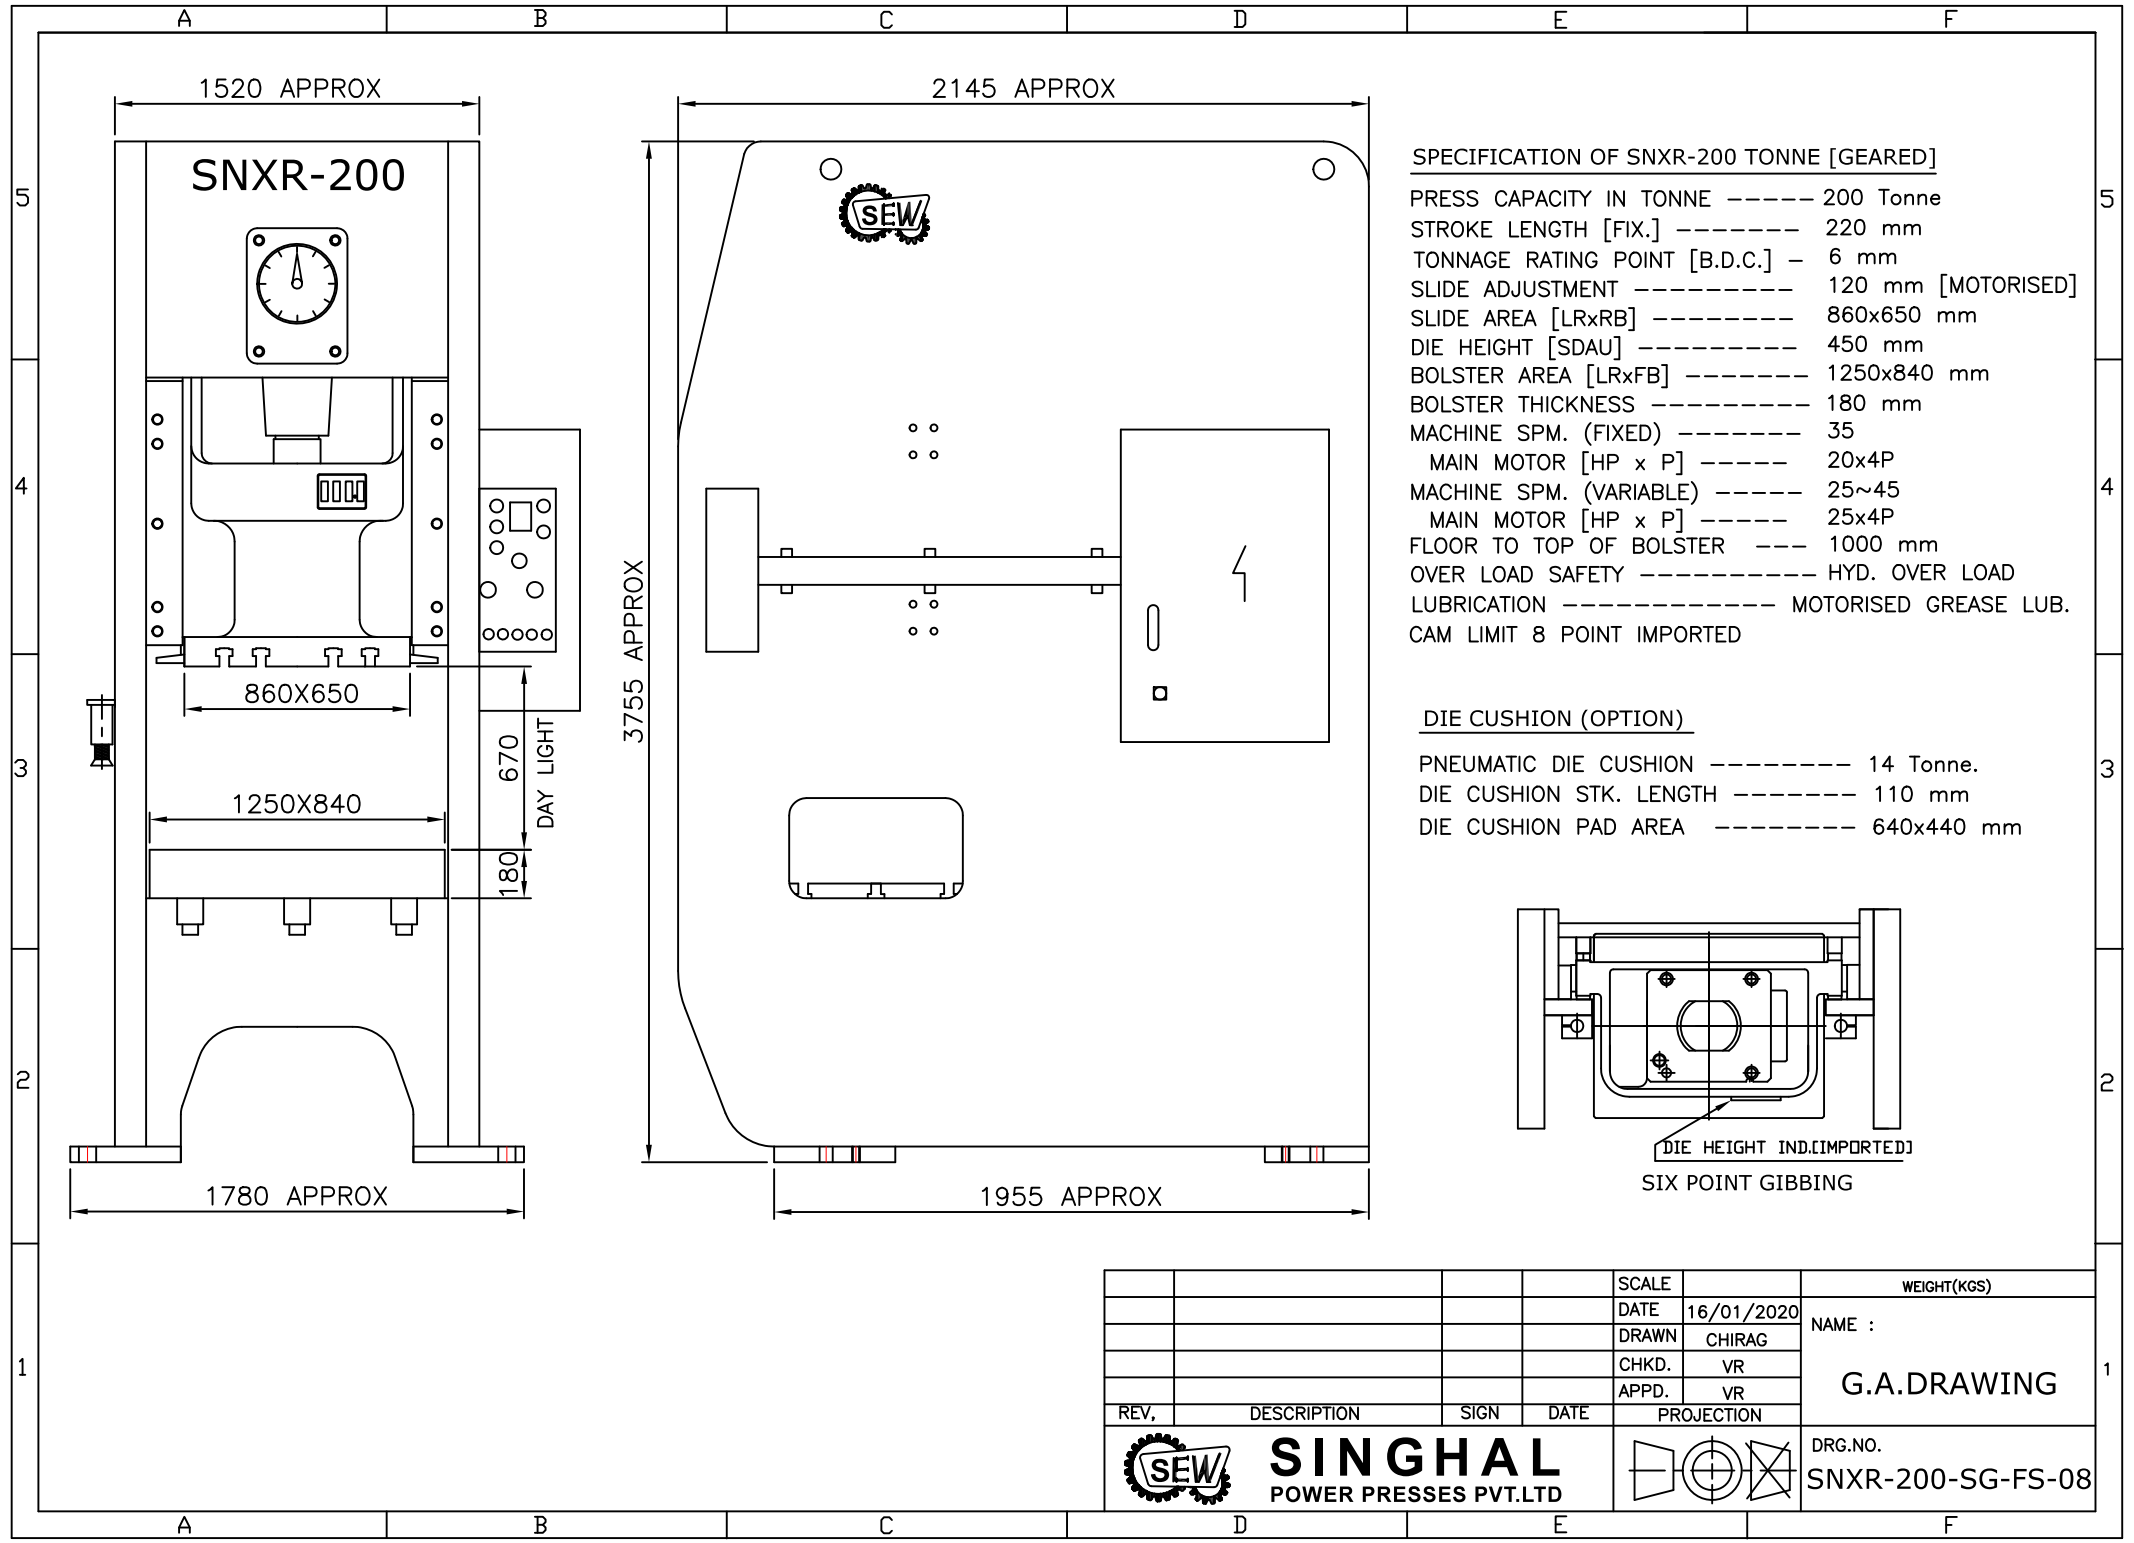 A B C D E F
1520 APPROX
2145 APPROX
SNXR-200
SEW
3755 APPROX
860X650
670
DAY LIGHT
1250X840
180
1780 APPROX
1955 APPROX
5
4
3
2
1
SPECIFICATION OF SNXR-200 TONNE [GEARED]
PRESS CAPACITY IN TONNE ----- 200 Tonne
STROKE LENGTH [FIX.] ------- 220 mm
TONNAGE RATING POINT [B.D.C.] - 6 mm
SLIDE ADJUSTMENT --------- 120 mm [MOTORISED]
SLIDE AREA [LRxRB] -------- 860x650 mm
DIE HEIGHT [SDAU] --------- 450 mm
BOLSTER AREA [LRxFB] ------- 1250x840 mm
BOLSTER THICKNESS --------- 180 mm
MACHINE SPM. (FIXED) ------- 35
MAIN MOTOR [HP x P] ----- 20x4P
MACHINE SPM. (VARIABLE) ----- 25~45
MAIN MOTOR [HP x P] ----- 25x4P
FLOOR TO TOP OF BOLSTER --- 1000 mm
OVER LOAD SAFETY ----------- HYD. OVER LOAD
LUBRICATION ------------ MOTORISED GREASE LUB.
CAM LIMIT 8 POINT IMPORTED
DIE CUSHION (OPTION)
PNEUMATIC DIE CUSHION -------- 14 Tonne.
DIE CUSHION STK. LENGTH ------- 110 mm
DIE CUSHION PAD AREA -------- 640x440 mm
DIE HEIGHT IND.[IMPORTED]
SIX POINT GIBBING
5
4
3
2
1
SCALE
WEIGHT(KGS)
DATE 16/01/2020
NAME :
DRAWN CHIRAG
CHKD. VR
G.A.DRAWING
APPD. VR
REV, DESCRIPTION SIGN DATE PROJECTION
SEW
SINGHAL
POWER PRESSES PVT.LTD
DRG.NO.
SNXR-200-SG-FS-08
A B C D E F